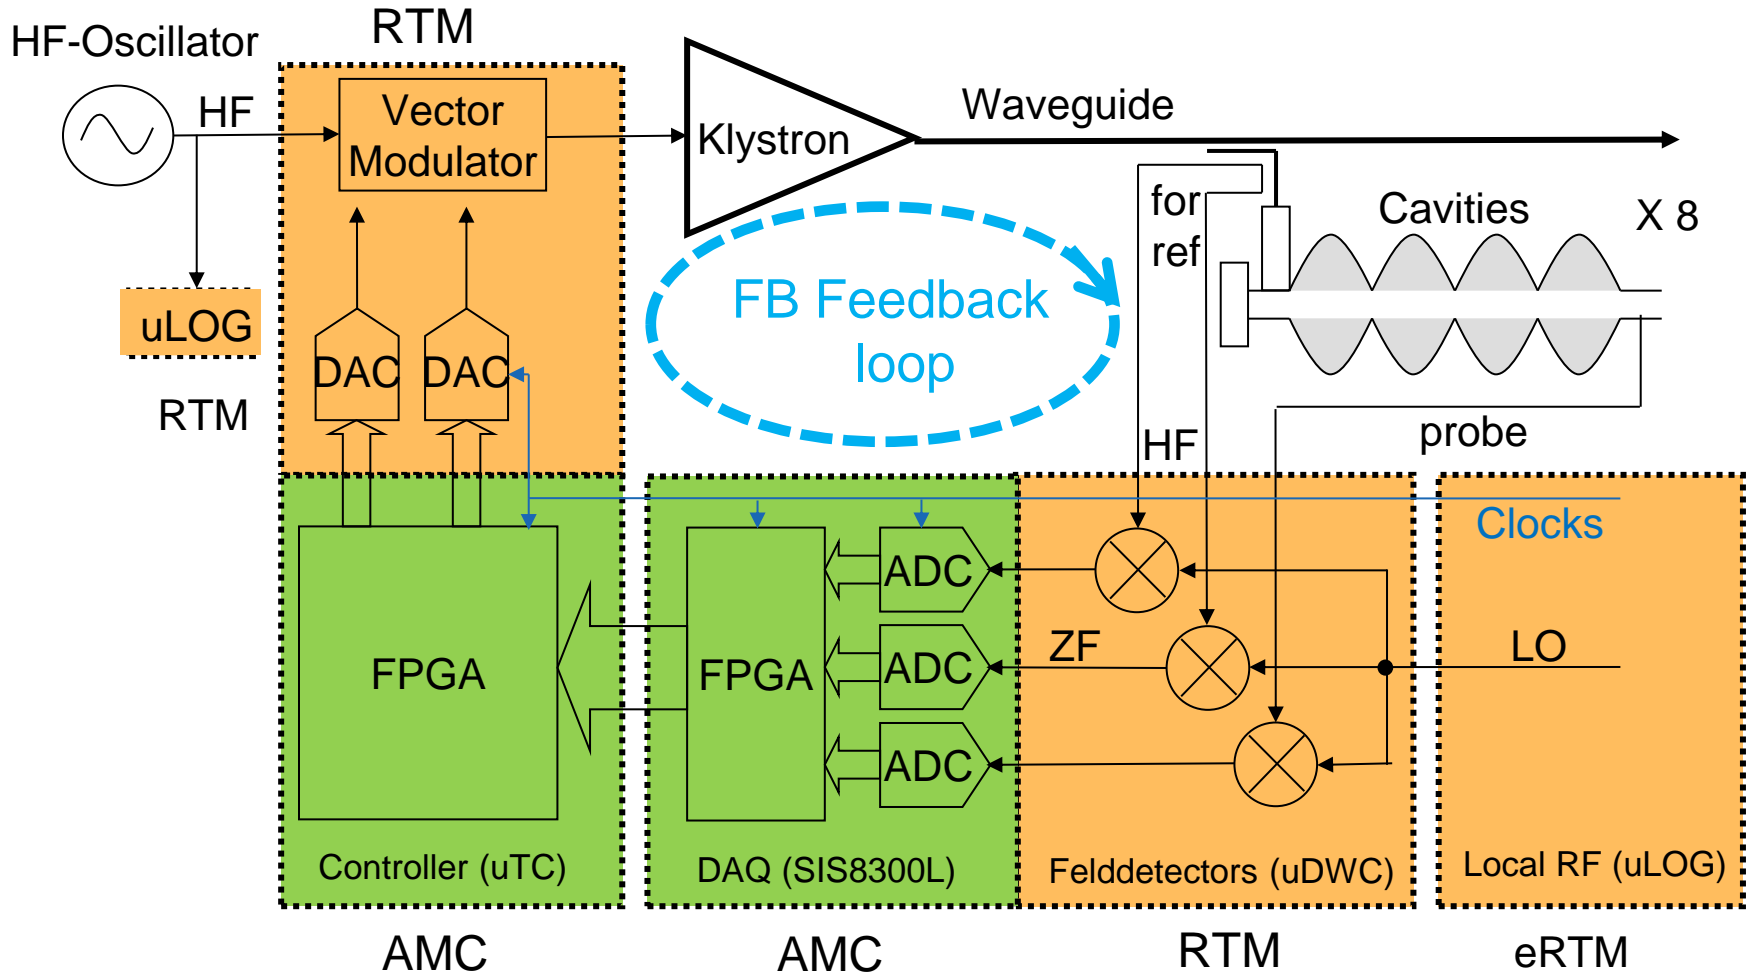 RTM
HF-Oscillator
HF
Vector
Modulator
Klystron
Waveguide
for
ref
Cavities
X 8
uLOG
RTM
DAC
DAC
FB Feedback
loop
HF
probe
Clocks
FPGA
FPGA
ADC
ADC
ADC
ZF
LO
Controller (uTC)
DAQ (SIS8300L)
Felddetectors (uDWC)
Local RF (uLOG)
AMC
AMC
RTM
eRTM